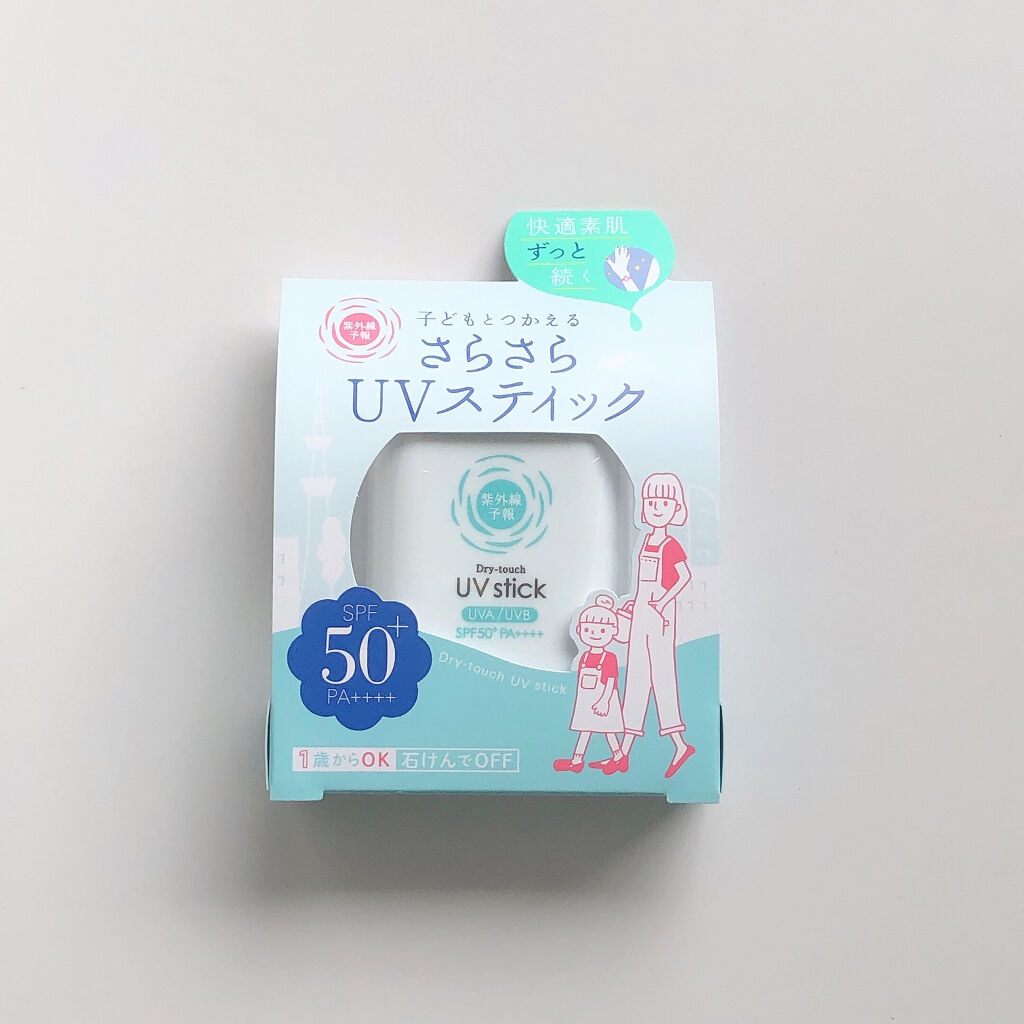 快適素肌
ずっと
続く
紫外線
予報
子どもとつかえる
さらさら
UVスティック
紫外線
予報
Dry-touch
UV stick
UVA/UVB
SPF50+ PA++++
SPF
50+
PA++++
Dry-touch UV stick
1歳からOK 石けんでOFF